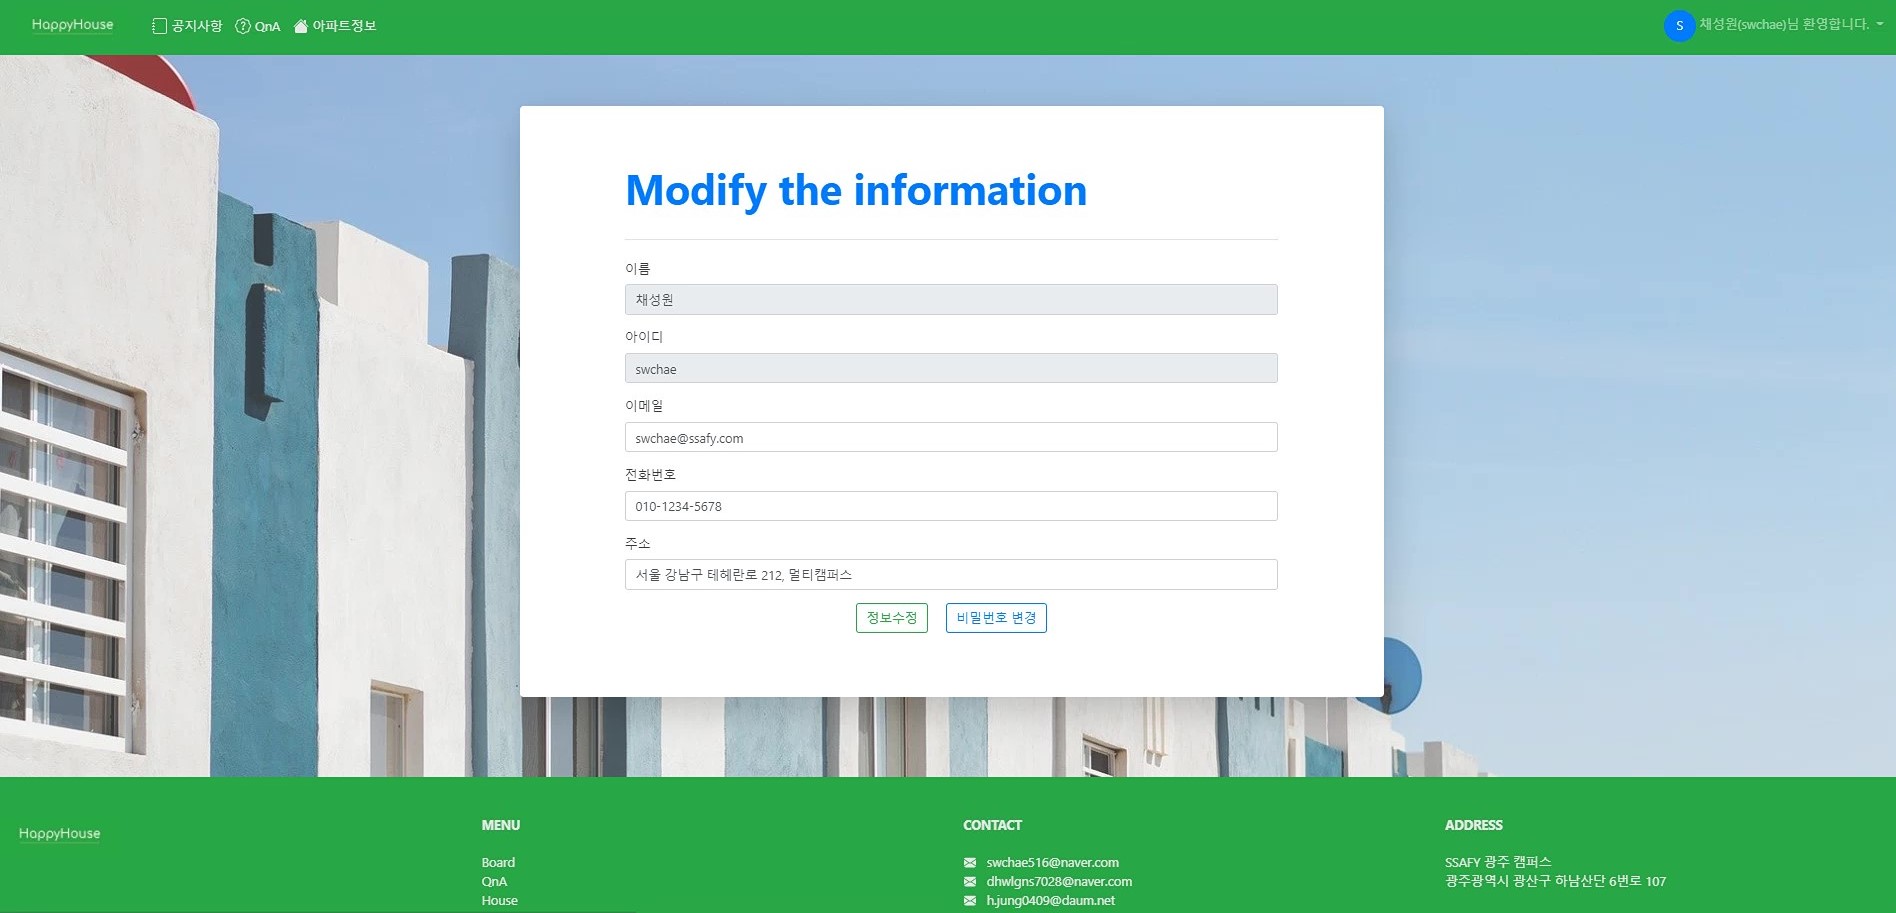 HappyHouse
공지사항 QnA 아파트정보
S 채성원(swchae)님 환영합니다.
Modify the information
이름
채성원
아이디
swchae
이메일
swchae@ssafy.com
전화번호
010-1234-5678
주소
서울 강남구 테헤란로 212, 멀티캠퍼스
정보수정 비밀번호 변경
HappyHouse
MENU
Board
QnA
House
CONTACT
swchae516@naver.com
dhwlgns7028@naver.com
h.jung0409@daum.net
ADDRESS
SSAFY 광주 캠퍼스
광주광역시 광산구 하남산단 6번로 107